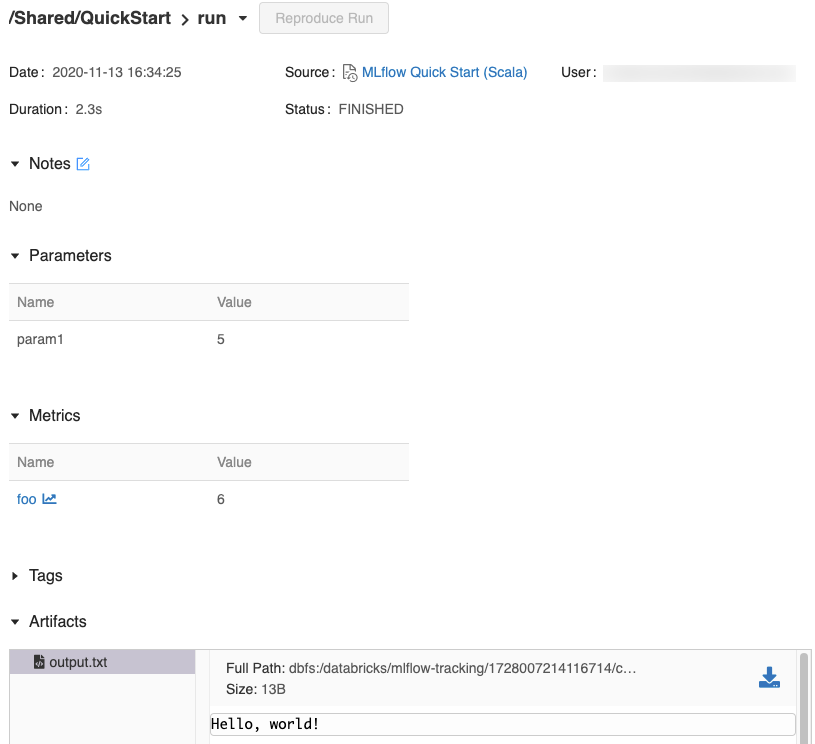 /Shared/QuickStart > run Reproduce Run
Date: 2020-11-13 16:34:25 Source: MLflow Quick Start (Scala) User:
Duration: 2.3s Status: FINISHED
Notes
None
Parameters
Name Value
param1 5
Metrics
Name Value
foo 6
Tags
Artifacts
output.txt
Full Path: dbfs:/databricks/mlflow-tracking/1728007214116714/c…
Size: 13B
Hello, world!